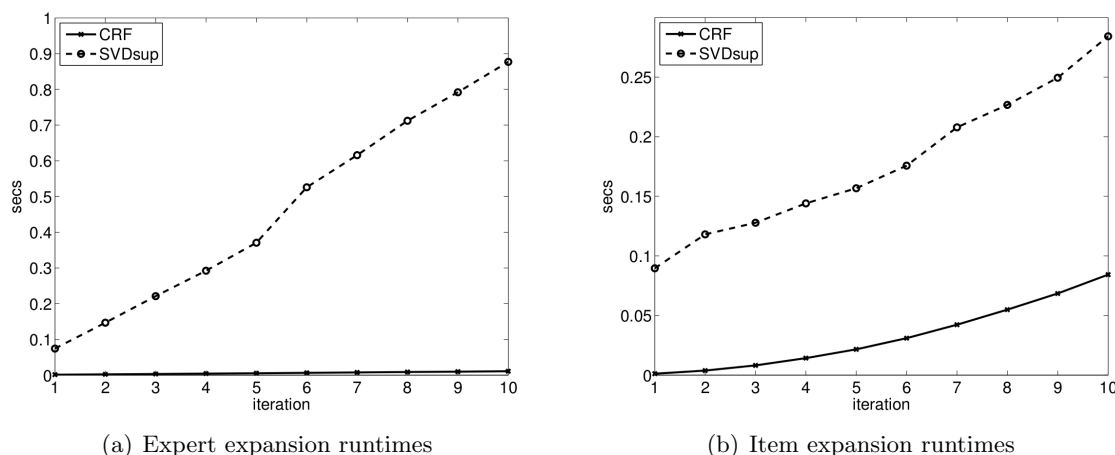 1
0.9
0.8
0.7
0.6
0.5
0.4
0.3
0.2
0.1
0
secs
CRF
SVDsup
1 2 3 4 5 6 7 8 9 10
iteration
(a) Expert expansion runtimes
0.25
0.2
0.15
0.1
0.05
0
secs
CRF
SVDsup
1 2 3 4 5 6 7 8 9 10
iteration
(b) Item expansion runtimes